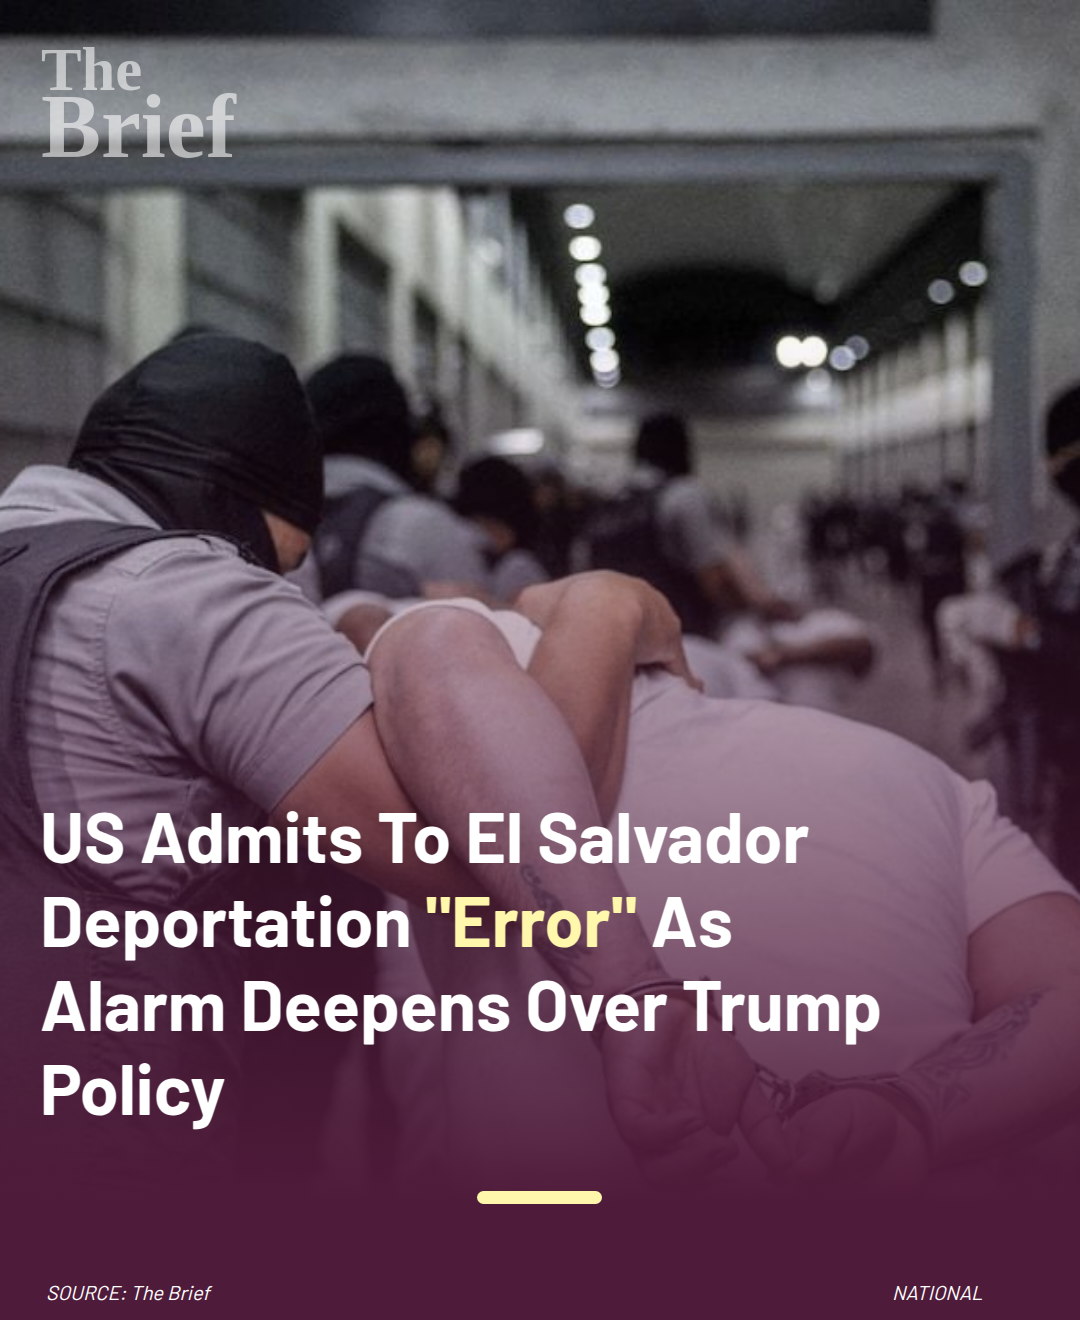 The
Brief
US Admits To El Salvador
Deportation "Error" As
Alarm Deepens Over Trump
Policy
SOURCE: The Brief
NATIONAL